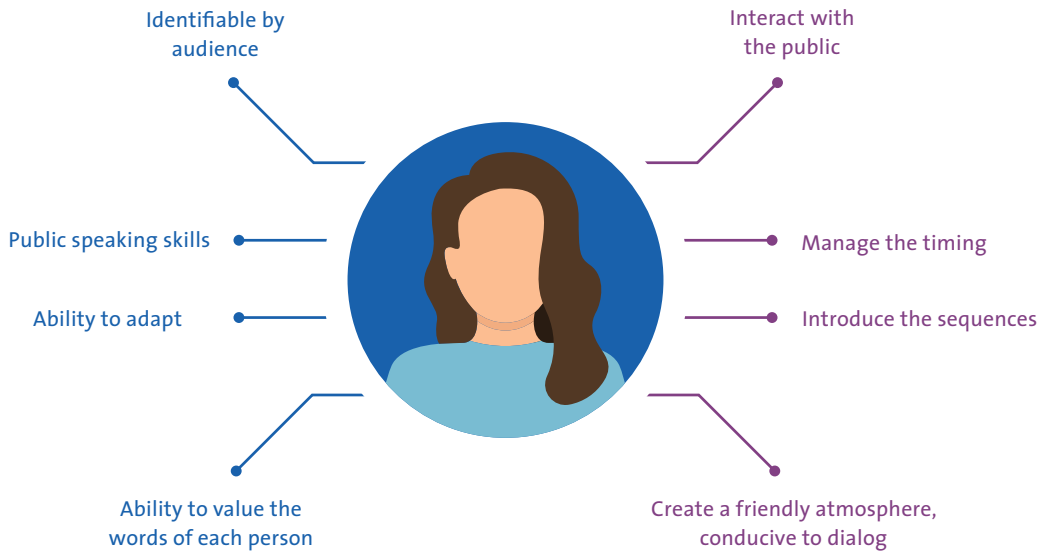 Identifiable by
audience
Public speaking skills
Ability to adapt
Ability to value the
words of each person
Interact with
the public
Manage the timing
Introduce the sequences
Create a friendly atmosphere,
conducive to dialog